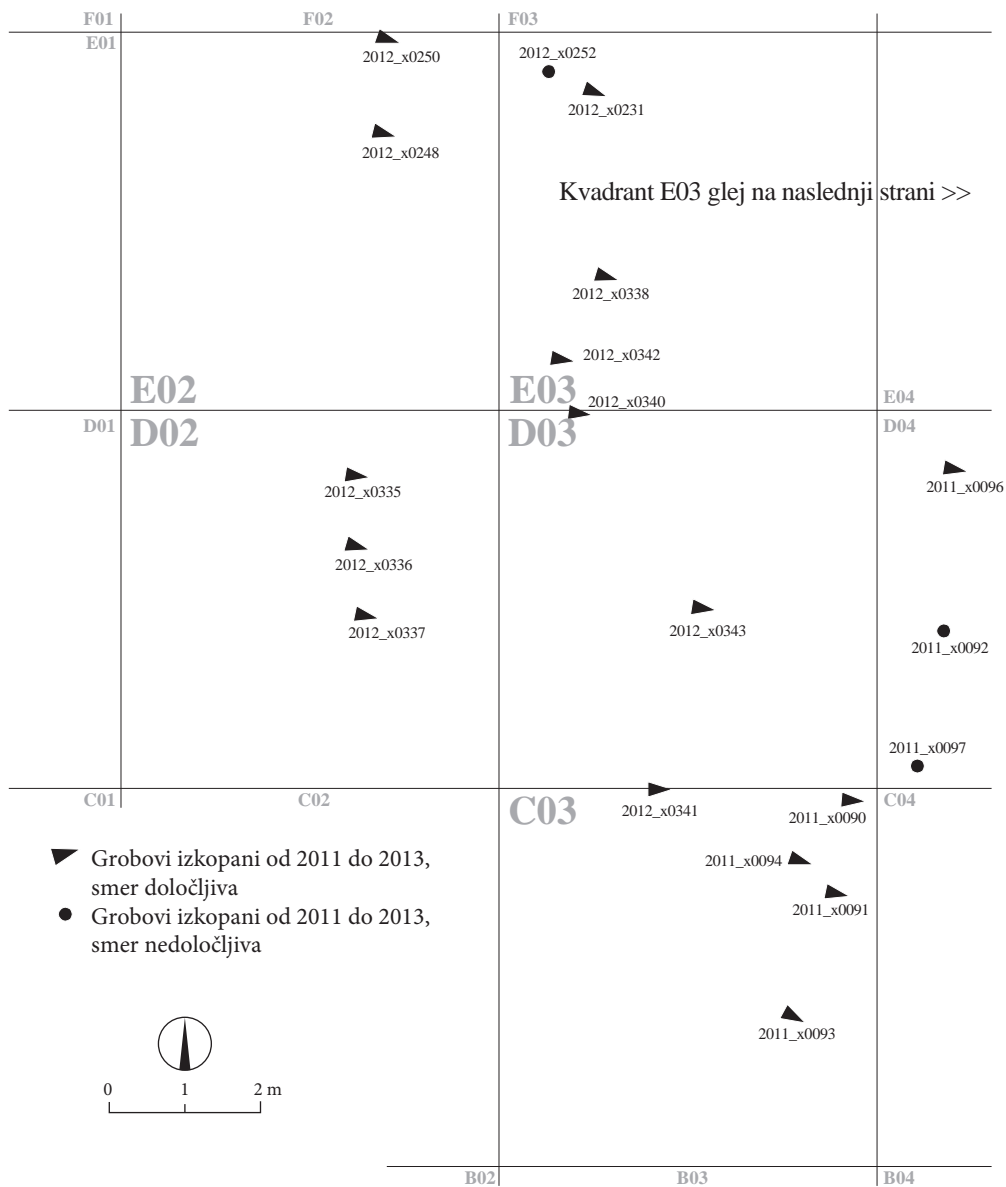 F01 F02 F03
E01
2012_x0250
2012_x0252
2012_x0231
2012_x0248
Kvadrant E03 glej na naslednji strani >>
2012_x0338
2012_x0342
E02 E03 E04
2012_x0340
D01 D02 D03 D04
2012_x0335
2011_x0096
2012_x0336
2012_x0337
2012_x0343
2011_x0092
2011_x0097
C01 C02 C03 C04
2012_x0341
2011_x0090
2011_x0094
2011_x0091
2011_x0093
Grobovi izkopani od 2011 do 2013,
smer določljiva
Grobovi izkopani od 2011 do 2013,
smer nedoločljiva
0 1 2 m
B02 B03 B04